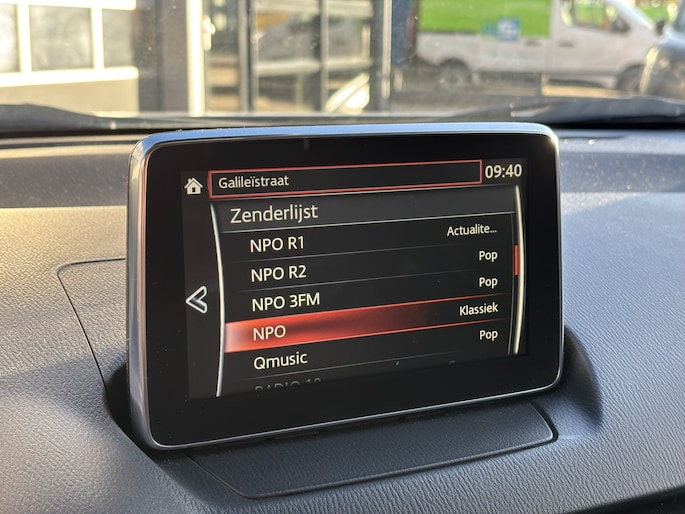 Galileïstraat 09:40
Zenderlijst
NPO R1 Actualite...
NPO R2 Pop
NPO 3FM Pop
NPO Klassiek
Qmusic Pop